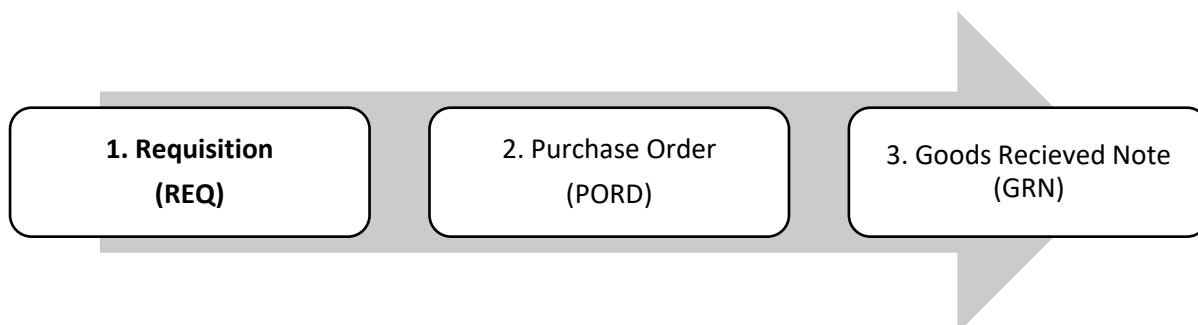 1. Requisition
(REQ)
2. Purchase Order
(PORD)
3. Goods Recieved Note
(GRN)